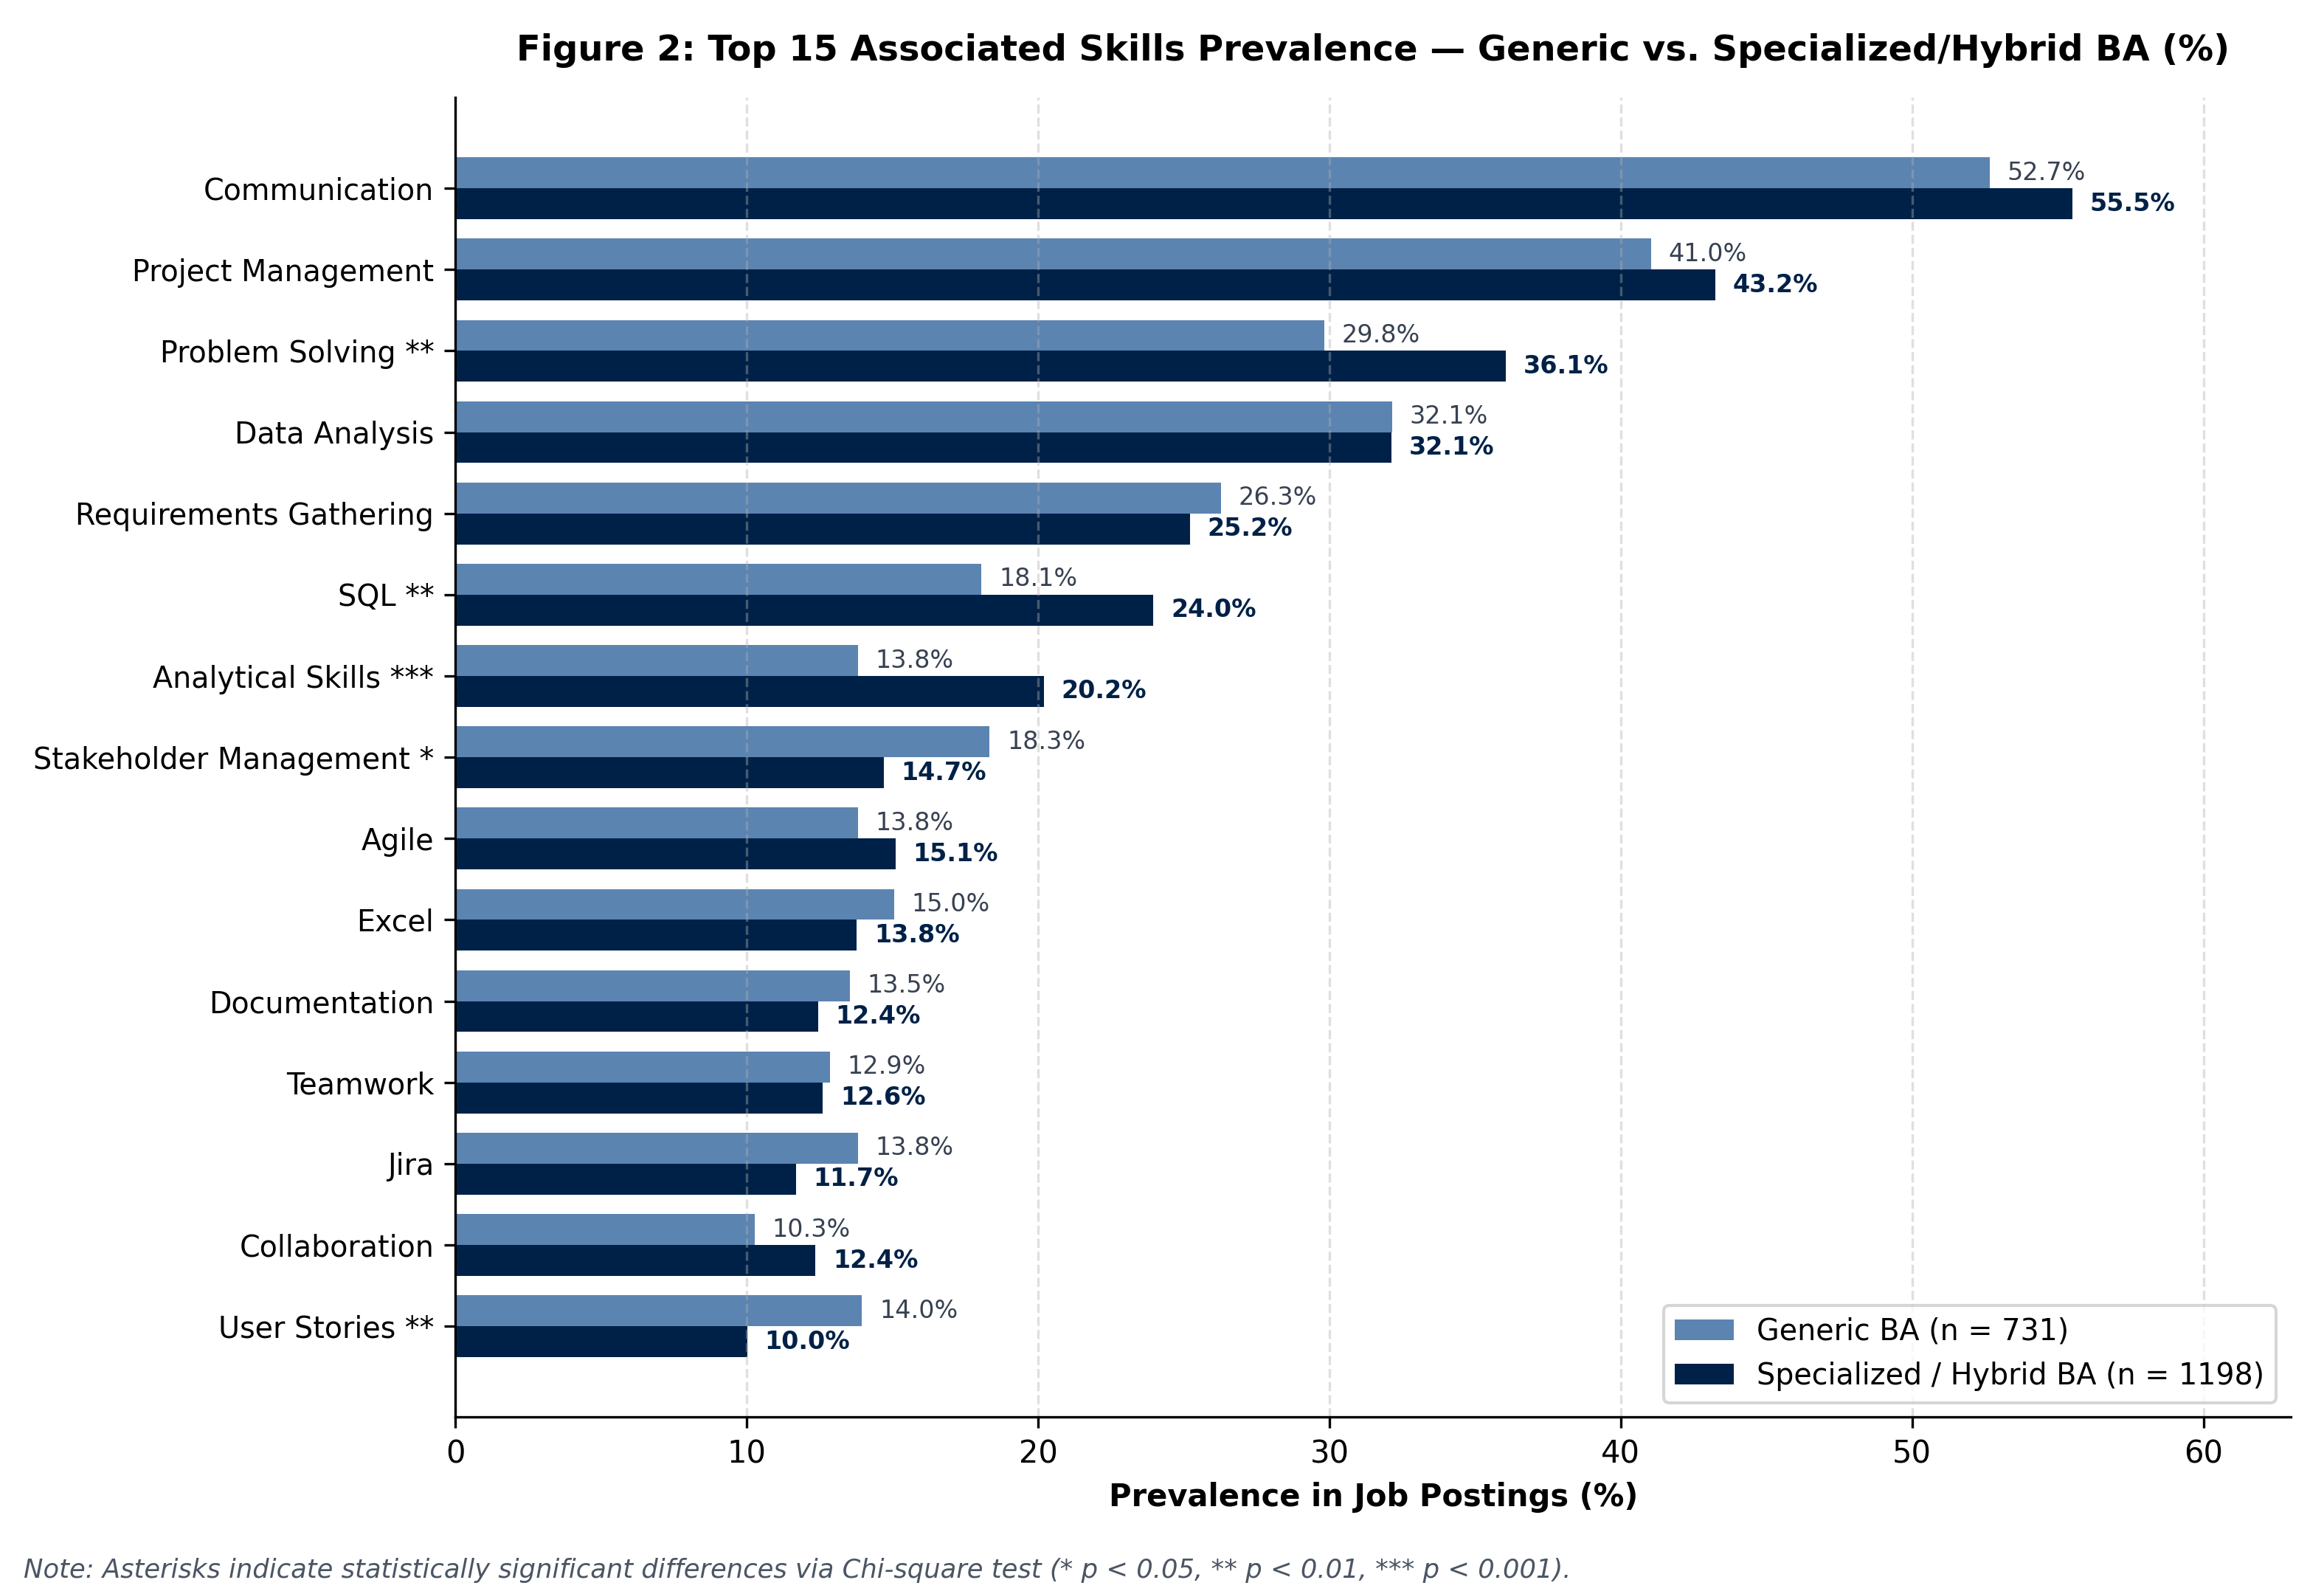 Figure 2: Top 15 Associated Skills Prevalence — Generic vs. Specialized/Hybrid BA (%)
Communication
52.7%
55.5%
Project Management
41.0%
43.2%
Problem Solving **
29.8%
36.1%
Data Analysis
32.1%
32.1%
Requirements Gathering
26.3%
25.2%
SQL **
18.1%
24.0%
Analytical Skills ***
13.8%
20.2%
Stakeholder Management *
18.3%
14.7%
Agile
13.8%
15.1%
Excel
15.0%
13.8%
Documentation
13.5%
12.4%
Teamwork
12.9%
12.6%
Jira
13.8%
11.7%
Collaboration
10.3%
12.4%
User Stories **
14.0%
10.0%
Generic BA (n = 731)
Specialized / Hybrid BA (n = 1198)
0 10 20 30 40 50 60
Prevalence in Job Postings (%)
Note: Asterisks indicate statistically significant differences via Chi-square test (* p < 0.05, ** p < 0.01, *** p < 0.001).